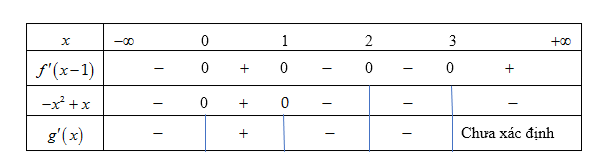 x −∞ 0 1 2 3 +∞
f′(x−1) − 0 + 0 − 0 − 0 +
−x² + x − 0 + 0 − − −
g′(x) − + − − Chưa xác định